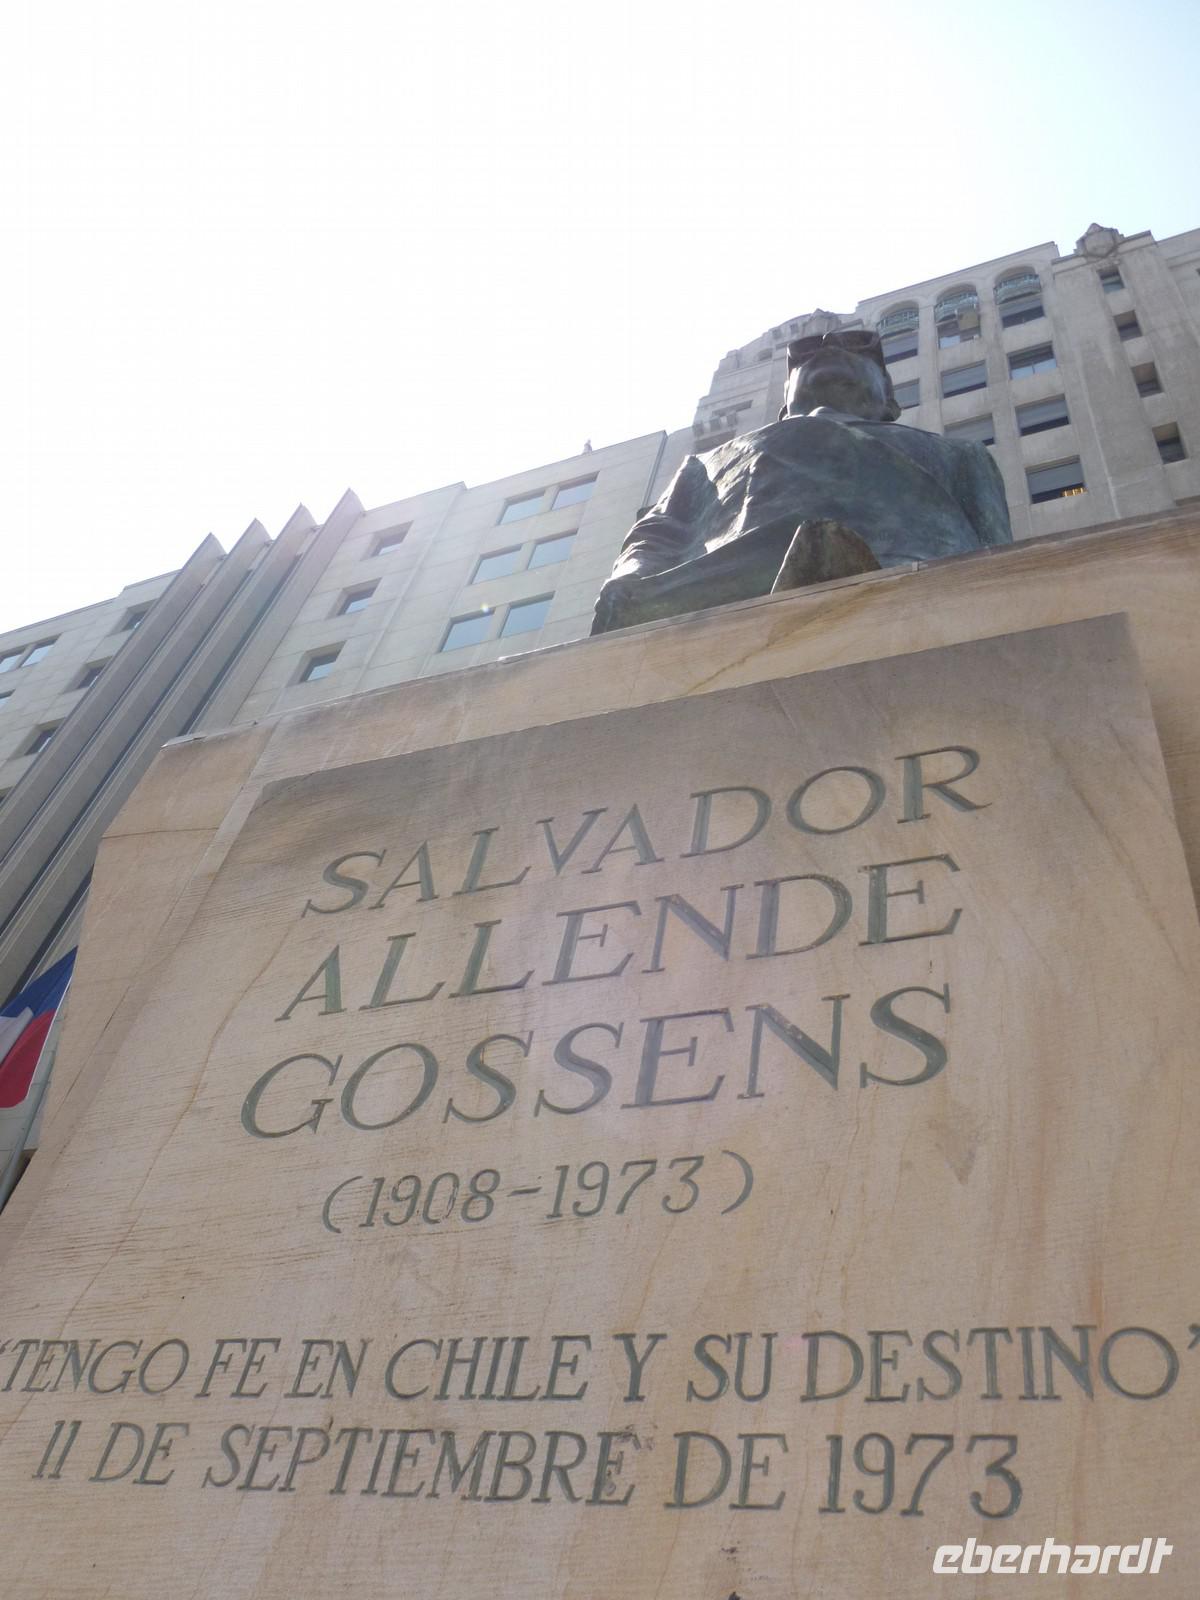 SALVADOR
ALLENDE
GOSSENS
(1908-1973)
"TENGO FE EN CHILE Y SU DESTINO"
11 DE SEPTIEMBRE DE 1973
eberhardt